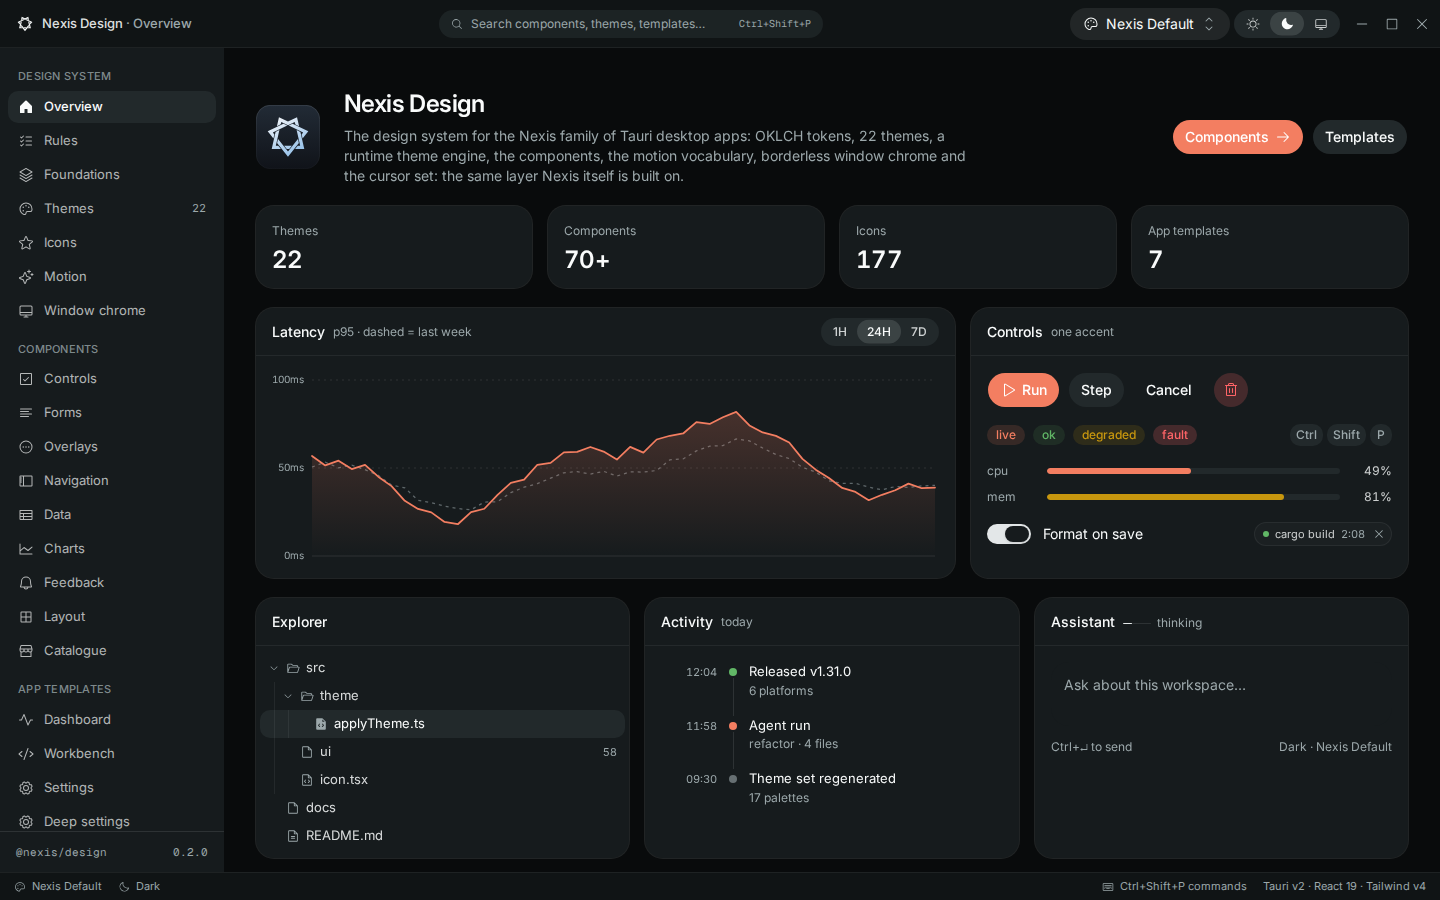 Nexis Design · Overview
Search components, themes, templates... Ctrl+Shift+P
Nexis Default
DESIGN SYSTEM
Overview
Rules
Foundations
Themes 22
Icons
Motion
Window chrome
COMPONENTS
Controls
Forms
Overlays
Navigation
Data
Charts
Feedback
Layout
Catalogue
APP TEMPLATES
Dashboard
Workbench
Settings
Deep settings
@nexis/design 0.2.0
Nexis Design
The design system for the Nexis family of Tauri desktop apps: OKLCH tokens, 22 themes, a
runtime theme engine, the components, the motion vocabulary, borderless window chrome and
the cursor set: the same layer Nexis itself is built on.
Components
Templates
Themes
22
Components
70+
Icons
177
App templates
7
Latency p95 · dashed = last week
1H 24H 7D
100ms
50ms
0ms
Controls one accent
Run Step Cancel
live ok degraded fault Ctrl Shift P
cpu 49%
mem 81%
Format on save cargo build 2:08
Explorer
src
theme
applyTheme.ts
ui 58
icon.tsx
docs
README.md
Activity today
12:04 Released v1.31.0
6 platforms
11:58 Agent run
refactor · 4 files
09:30 Theme set regenerated
17 palettes
Assistant thinking
Ask about this workspace...
Ctrl+↵ to send Dark · Nexis Default
Nexis Default Dark
Ctrl+Shift+P commands Tauri v2 · React 19 · Tailwind v4